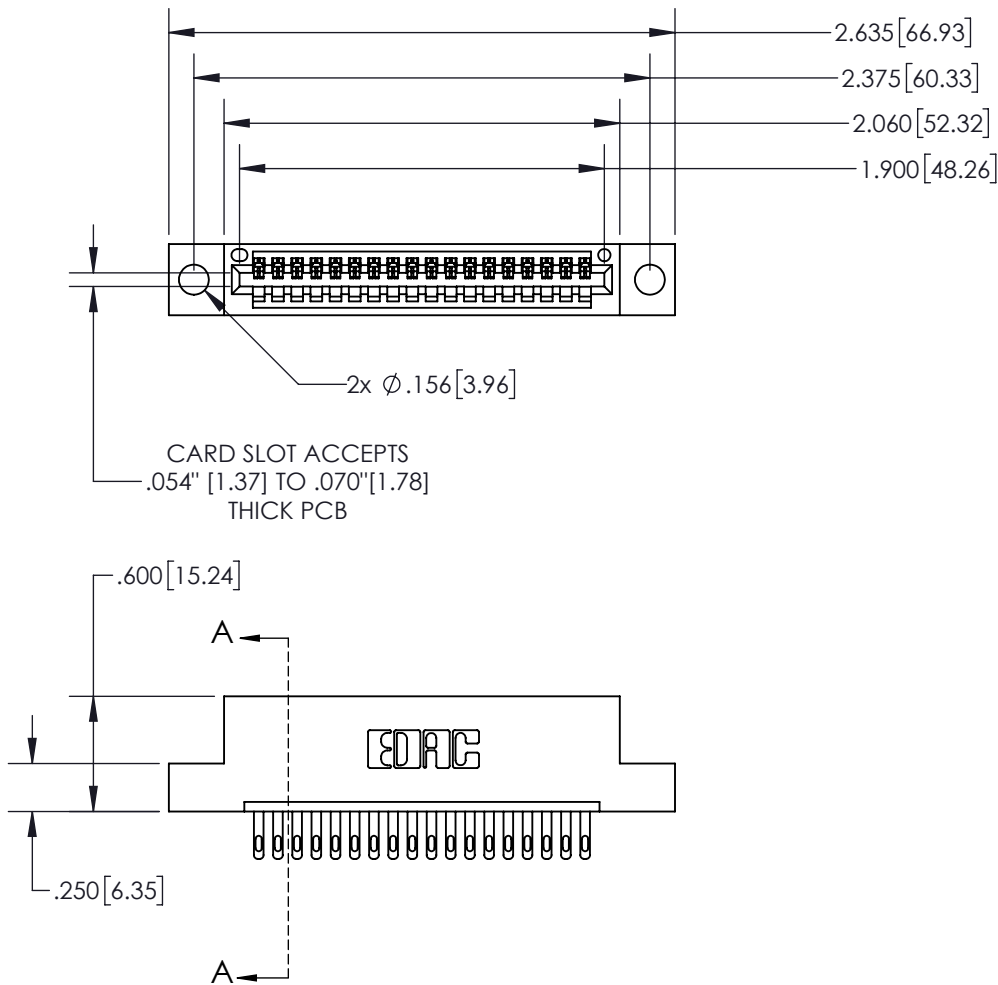 2.635[66.93]
2.375[60.33]
2.060[52.32]
1.900[48.26]
2x ∅.156[3.96]
CARD SLOT ACCEPTS
.054" [1.37] TO .070"[1.78]
THICK PCB
.600[15.24]
A
EDAC
.250[6.35]
A